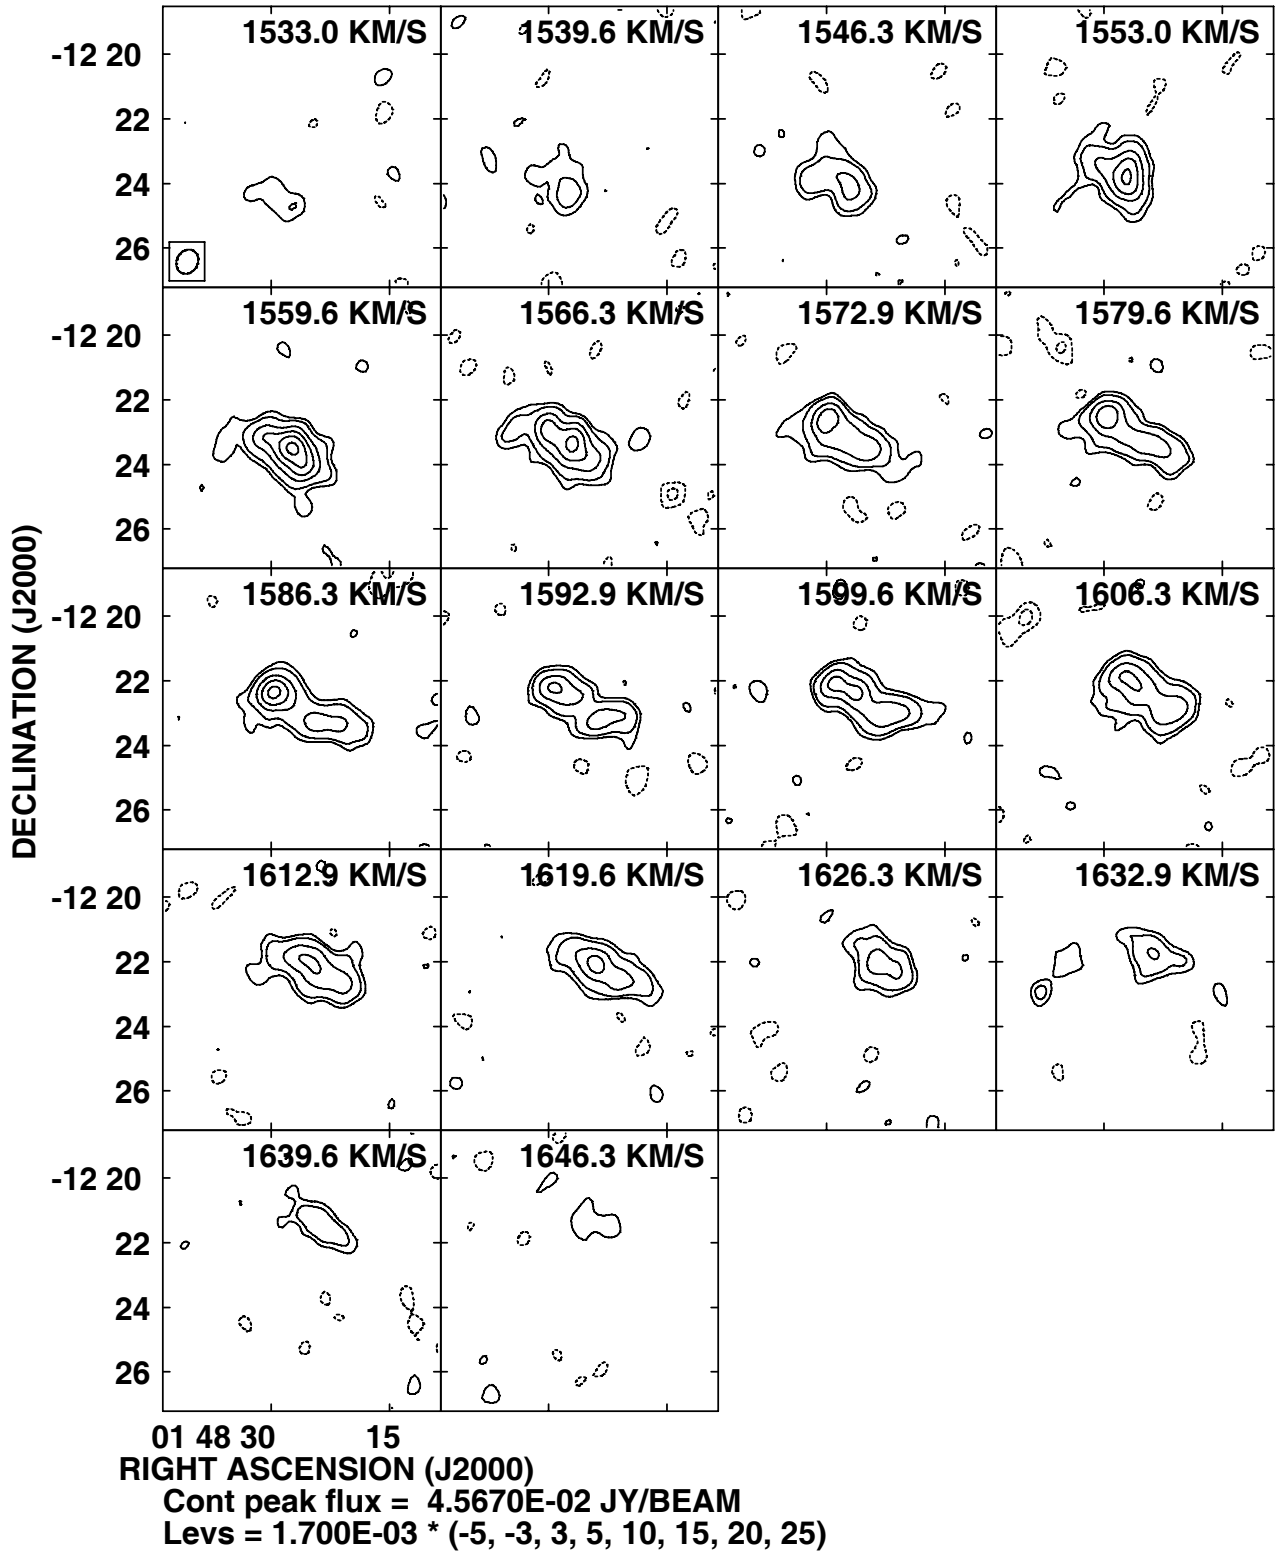 1533.0 KM/S 1539.6 KM/S 1546.3 KM/S 1553.0 KM/S
-12 20
22
24
26
1559.6 KM/S 1566.3 KM/S 1572.9 KM/S 1579.6 KM/S
-12 20
22
24
26
1586.3 KM/S 1592.9 KM/S 1599.6 KM/S 1606.3 KM/S
-12 20
22
24
26
DECLINATION (J2000)
1612.9 KM/S 1619.6 KM/S 1626.3 KM/S 1632.9 KM/S
-12 20
22
24
26
1639.6 KM/S 1646.3 KM/S
-12 20
22
24
26
01 48 30 15
RIGHT ASCENSION (J2000)
Cont peak flux = 4.5670E-02 JY/BEAM
Levs = 1.700E-03 * (-5, -3, 3, 5, 10, 15, 20, 25)